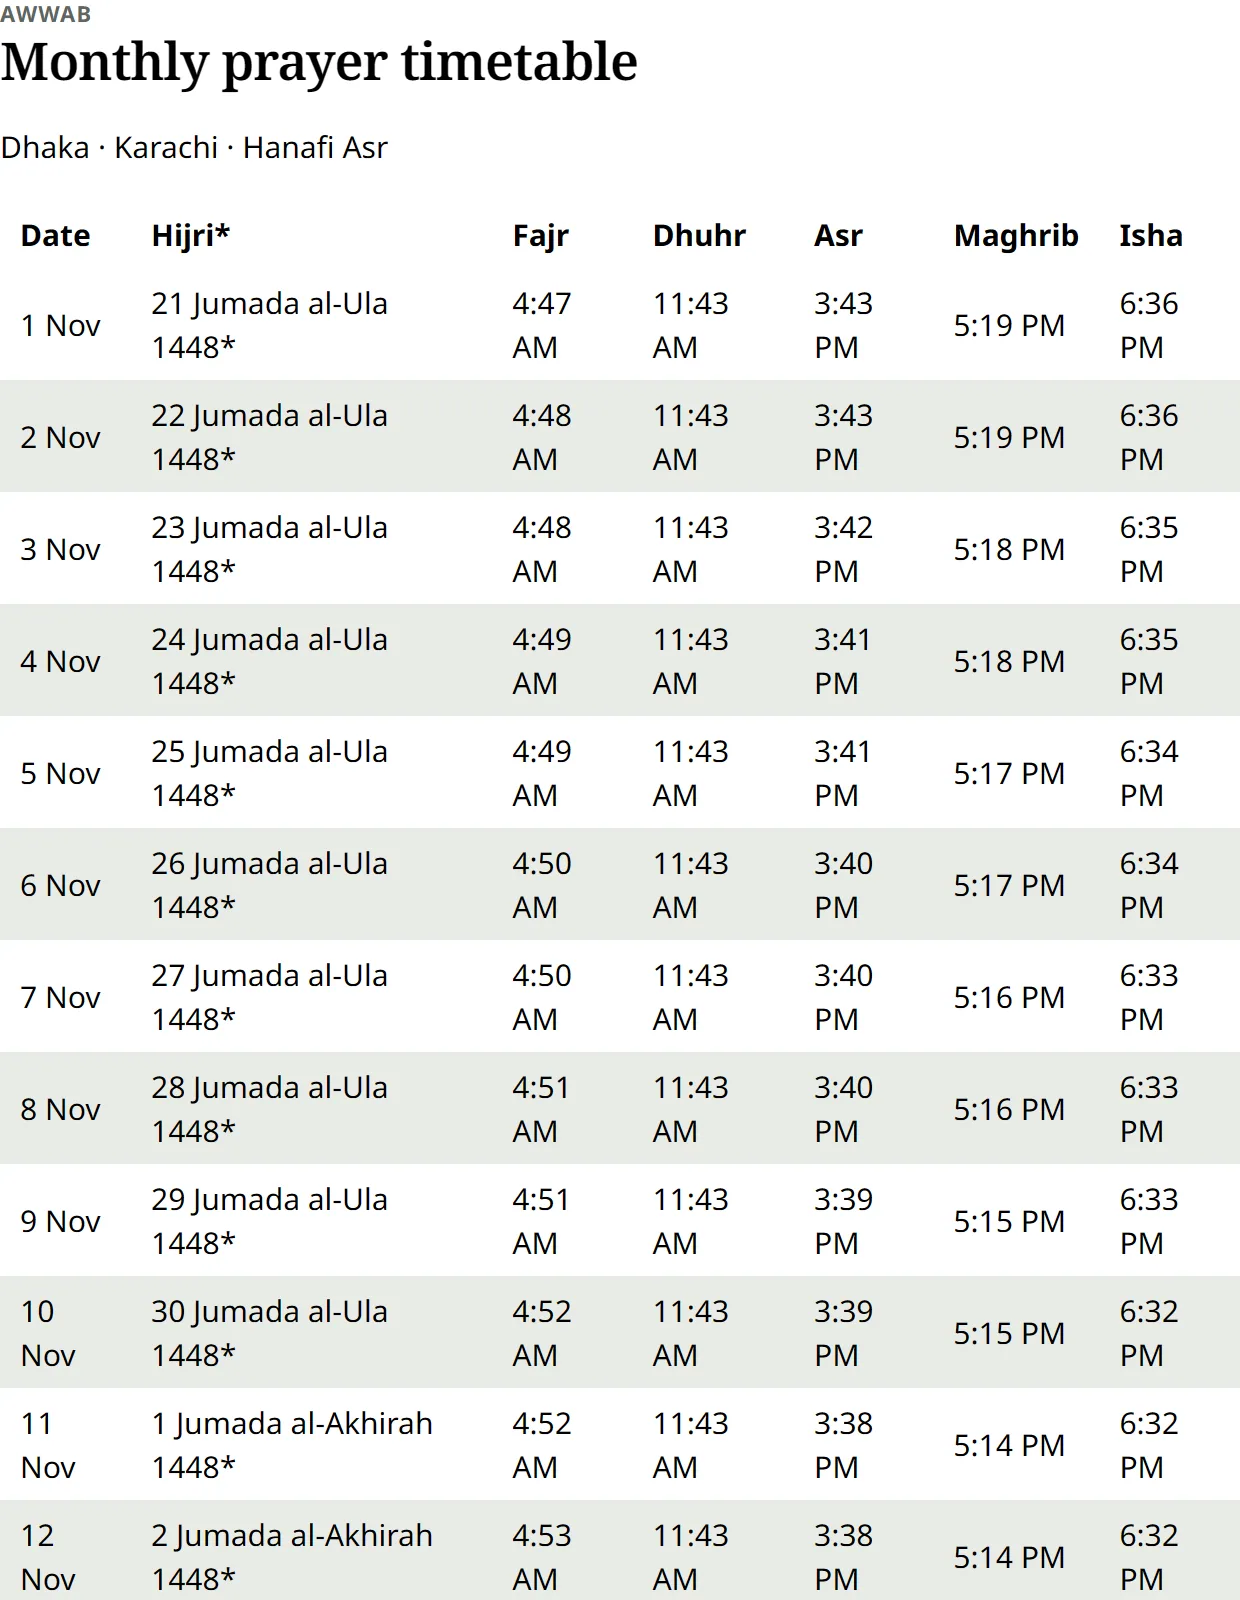 AWWAB
Monthly prayer timetable
Dhaka · Karachi · Hanafi Asr
Date Hijri* Fajr Dhuhr Asr Maghrib Isha
1 Nov 21 Jumada al-Ula 1448* 4:47 AM 11:43 AM 3:43 PM 5:19 PM 6:36 PM
2 Nov 22 Jumada al-Ula 1448* 4:48 AM 11:43 AM 3:43 PM 5:19 PM 6:36 PM
3 Nov 23 Jumada al-Ula 1448* 4:48 AM 11:43 AM 3:42 PM 5:18 PM 6:35 PM
4 Nov 24 Jumada al-Ula 1448* 4:49 AM 11:43 AM 3:41 PM 5:18 PM 6:35 PM
5 Nov 25 Jumada al-Ula 1448* 4:49 AM 11:43 AM 3:41 PM 5:17 PM 6:34 PM
6 Nov 26 Jumada al-Ula 1448* 4:50 AM 11:43 AM 3:40 PM 5:17 PM 6:34 PM
7 Nov 27 Jumada al-Ula 1448* 4:50 AM 11:43 AM 3:40 PM 5:16 PM 6:33 PM
8 Nov 28 Jumada al-Ula 1448* 4:51 AM 11:43 AM 3:40 PM 5:16 PM 6:33 PM
9 Nov 29 Jumada al-Ula 1448* 4:51 AM 11:43 AM 3:39 PM 5:15 PM 6:33 PM
10 Nov 30 Jumada al-Ula 1448* 4:52 AM 11:43 AM 3:39 PM 5:15 PM 6:32 PM
11 Nov 1 Jumada al-Akhirah 1448* 4:52 AM 11:43 AM 3:38 PM 5:14 PM 6:32 PM
12 Nov 2 Jumada al-Akhirah 1448* 4:53 AM 11:43 AM 3:38 PM 5:14 PM 6:32 PM